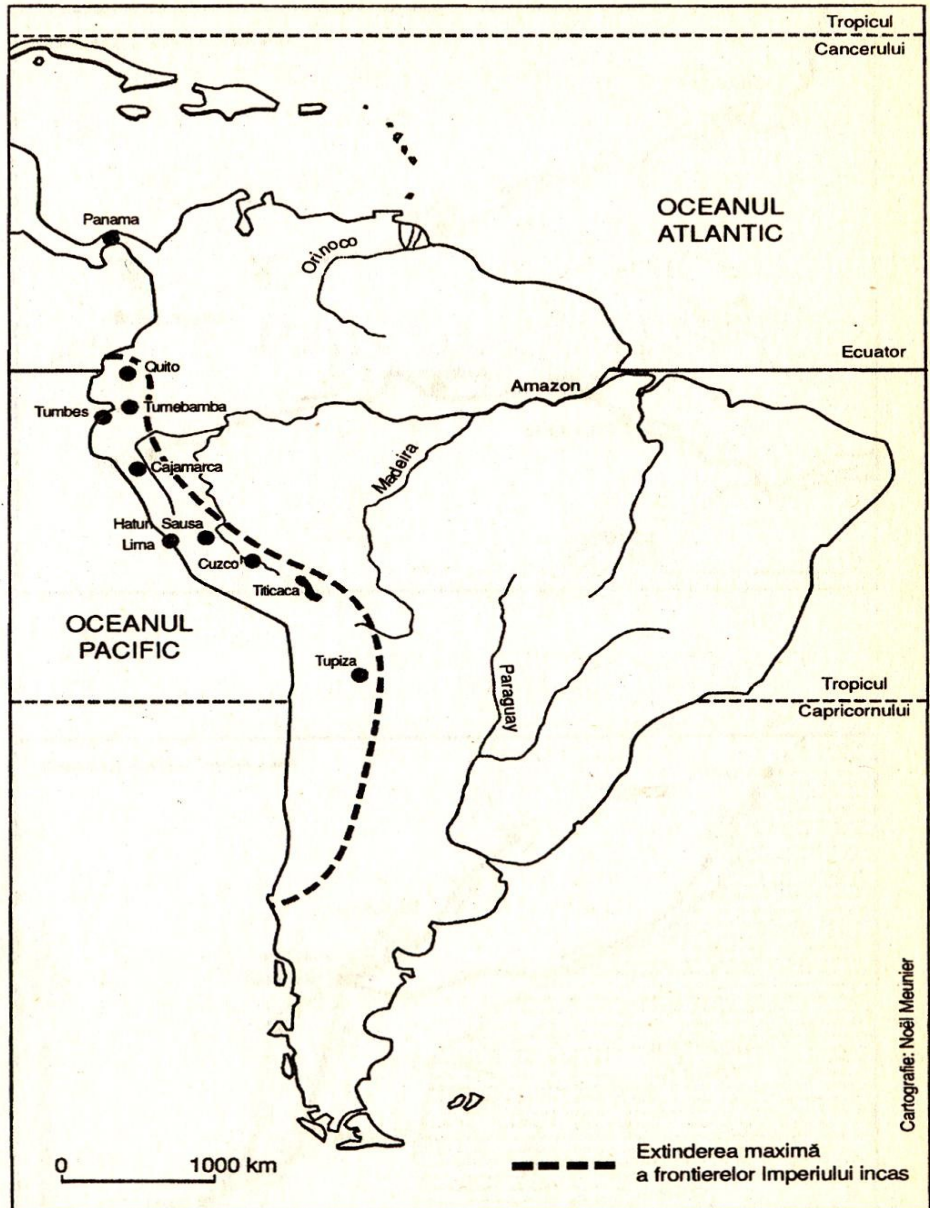 Tropicul
Cancerului
Panama
Orinoco
OCEANUL
ATLANTIC
Ecuator
Quito
Amazon
Tumbes
Tumebamba
Cajamarca
Madeira
Hatun Sausa
Lima
Cuzco
Titicaca
OCEANUL
PACIFIC
Tupiza
Paraguay
Tropicul
Capricornului
Cartografie: Noël Meunier
0 1000 km
Extinderea maximă
a frontierelor Imperiului incas